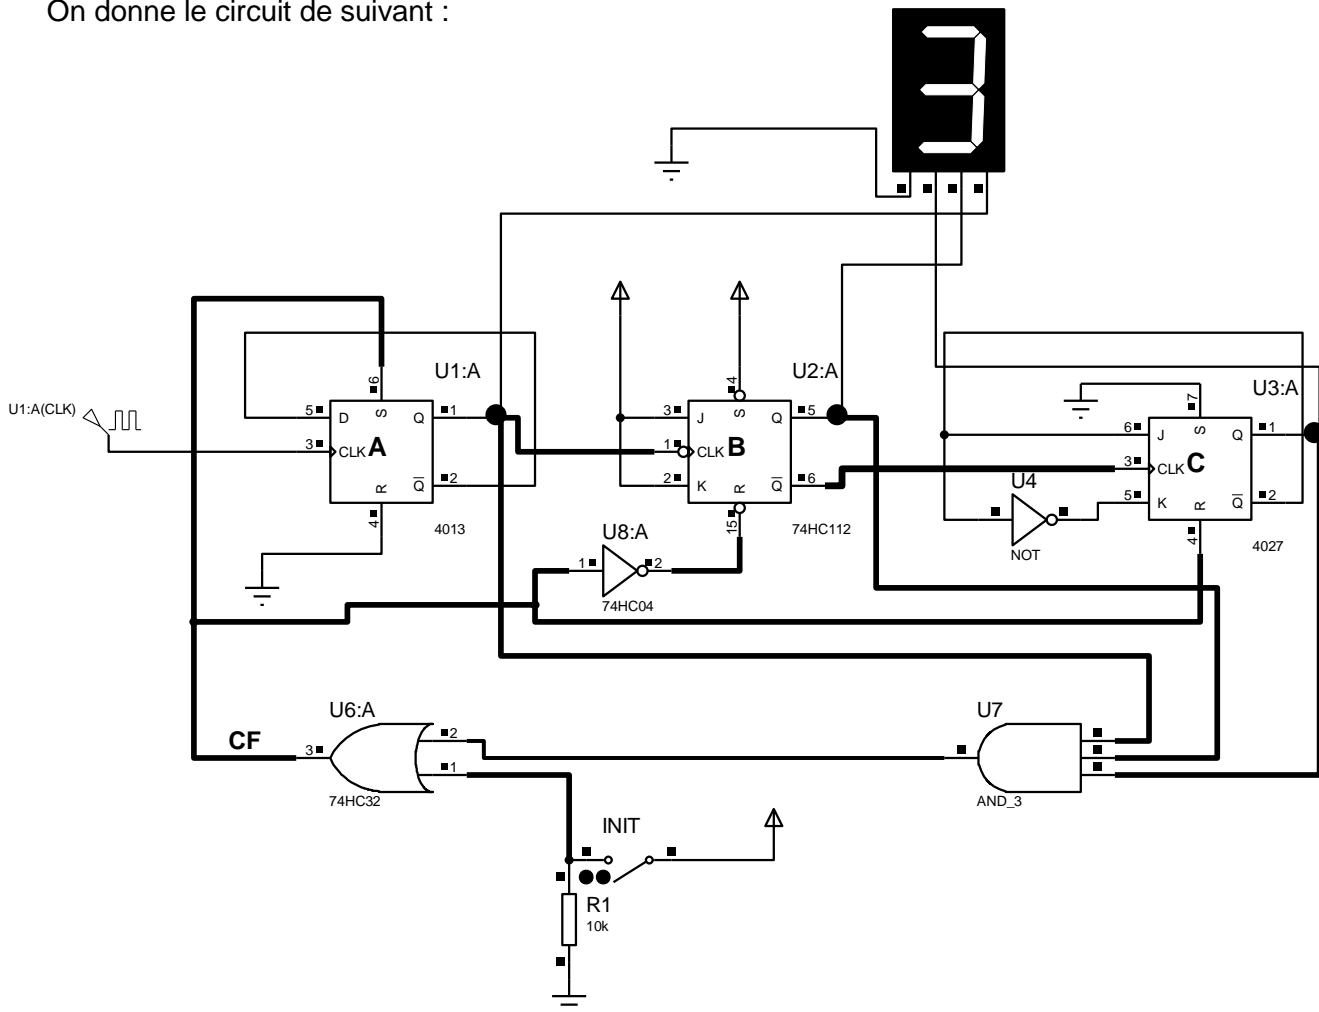 On donne le circuit de suivant :
3
U1:A
U2:A
U3:A
U1:A(CLK)
6
5 D S Q 1
3 CLK A
R Q 2
4
4013
4
3 J S Q 5
1 CLK B
2 K R Q 6
15
74HC112
7
6 J S Q 1
3 CLK C
5 K R Q 2
4
4027
U4
NOT
U8:A
1 2
74HC04
U6:A
CF 3 2
1
74HC32
U7
AND_3
INIT
R1
10k